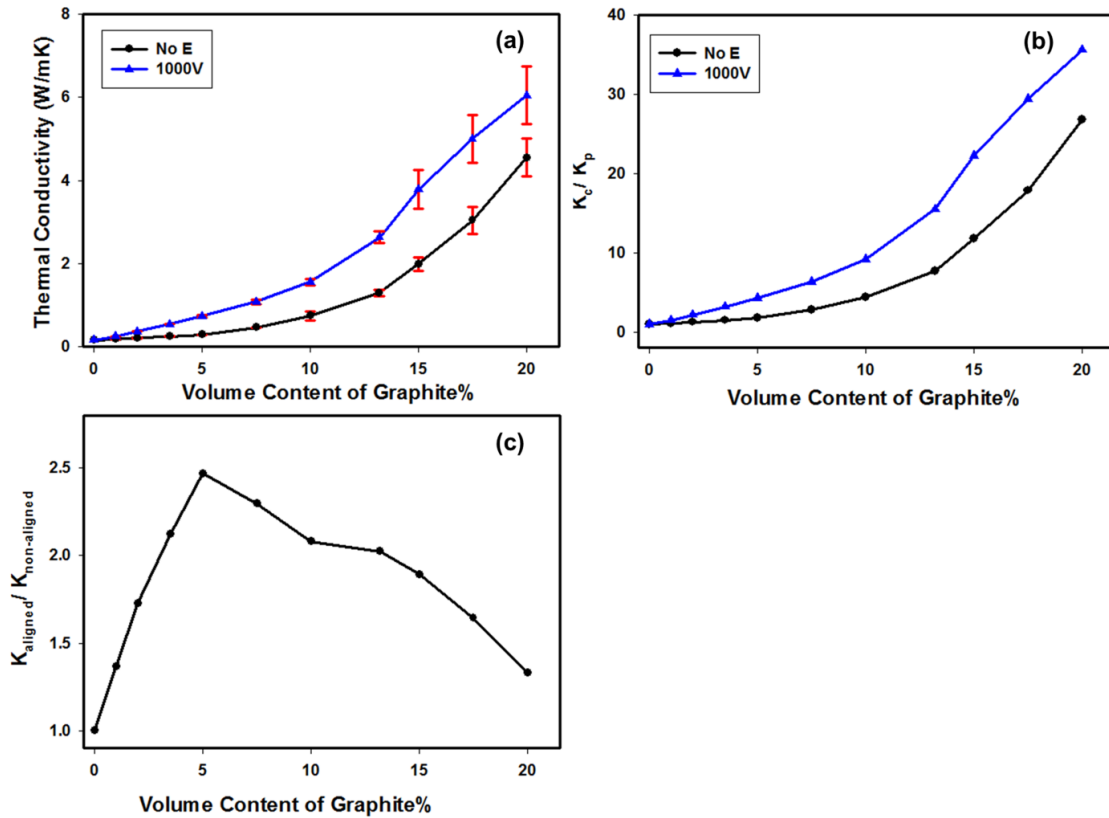 (a)
No E
1000V
Thermal Conductivity (W/mK)
8
6
4
2
0
0 5 10 15 20
Volume Content of Graphite%
(b)
No E
1000V
Kc/ Kp
40
30
20
10
0
0 5 10 15 20
Volume Content of Graphite%
(c)
Kaligned/ Knon-aligned
2.5
2.0
1.5
1.0
0 5 10 15 20
Volume Content of Graphite%